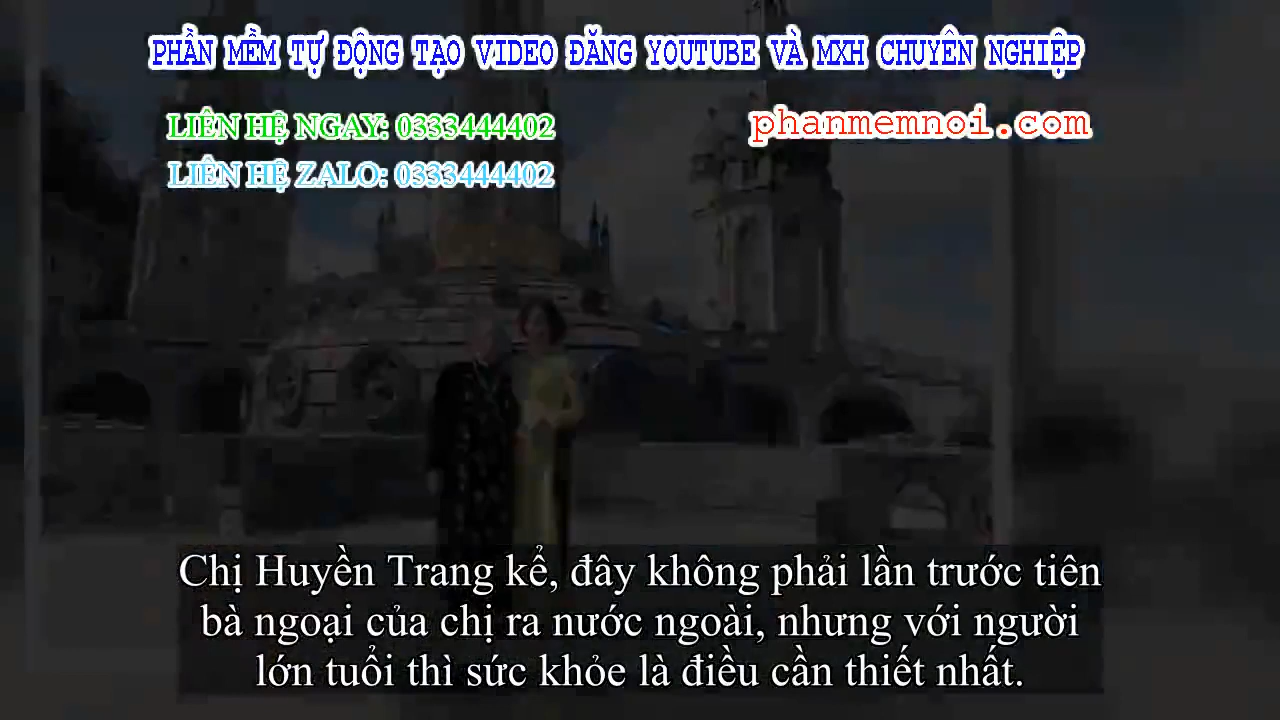 PHẦN MỀM TỰ ĐỘNG TẠO VIDEO ĐĂNG YOUTUBE VÀ MXH CHUYÊN NGHIỆP
LIÊN HỆ NGAY: 0333444402
phanmemnoi.com
LIÊN HỆ ZALO: 0333444402
Chị Huyền Trang kể, đây không phải lần trước tiên
bà ngoại của chị ra nước ngoài, nhưng với người
lớn tuổi thì sức khỏe là điều cần thiết nhất.